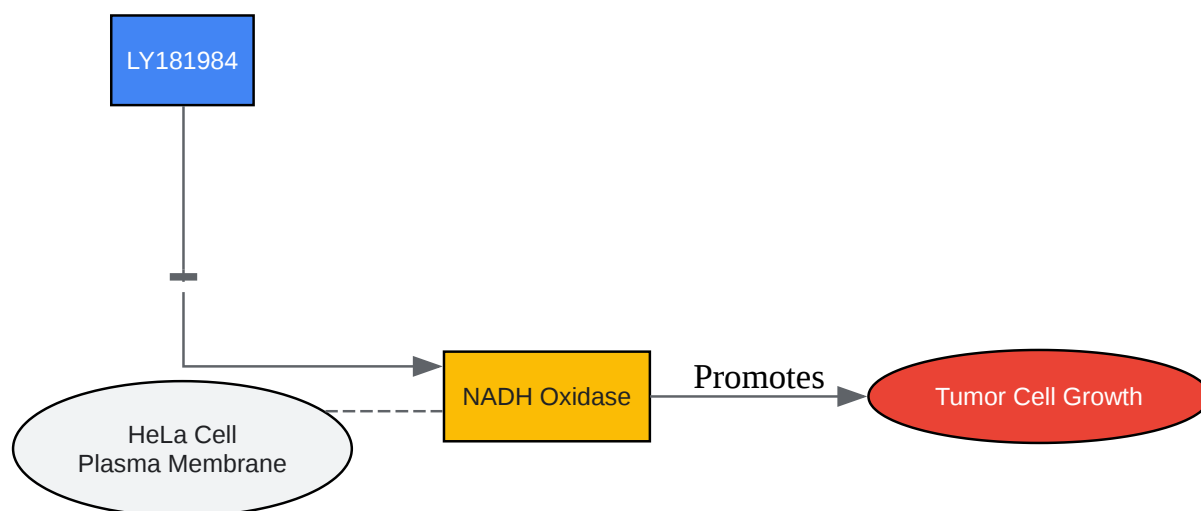 LY181984
NADH Oxidase
Promotes
Tumor Cell Growth
HeLa Cell
Plasma Membrane